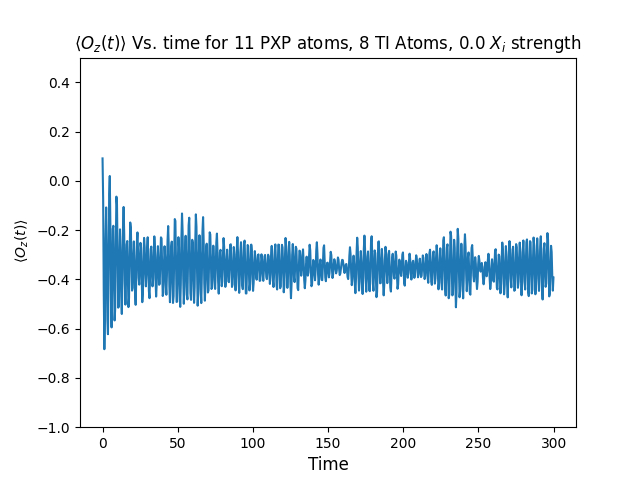 ⟨O_z(t)⟩ Vs. time for 11 PXP atoms, 8 TI Atoms, 0.0 X_i strength
0.4
0.2
0.0
−0.2
−0.4
−0.6
−0.8
−1.0
⟨O_z(t)⟩
0 50 100 150 200 250 300
Time